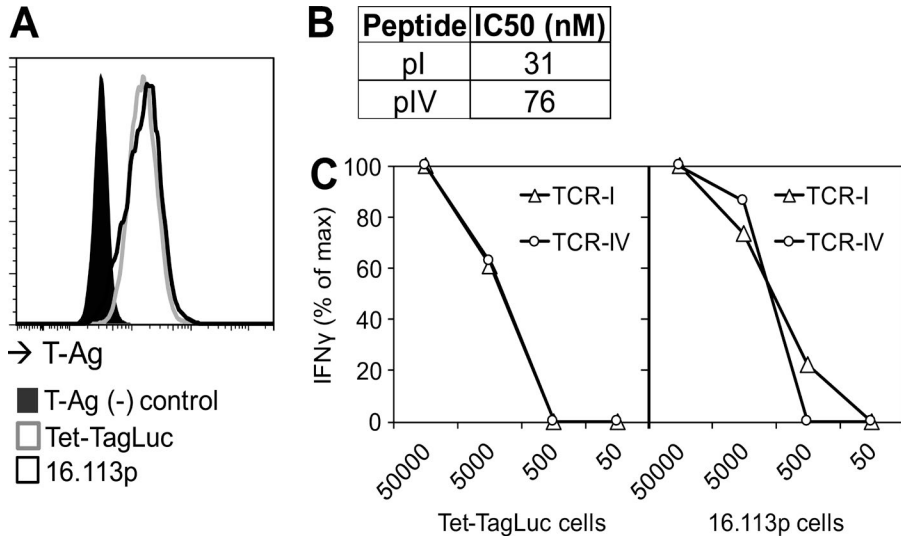 A
→ T-Ag
T-Ag (-) control
Tet-TagLuc
16.113p
B
Peptide IC50 (nM)
pI 31
pIV 76
C
IFNγ (% of max)
100
80
60
40
20
0
TCR-I
TCR-IV
50000 5000 500 50
Tet-TagLuc cells
TCR-I
TCR-IV
50000 5000 500 50
16.113p cells